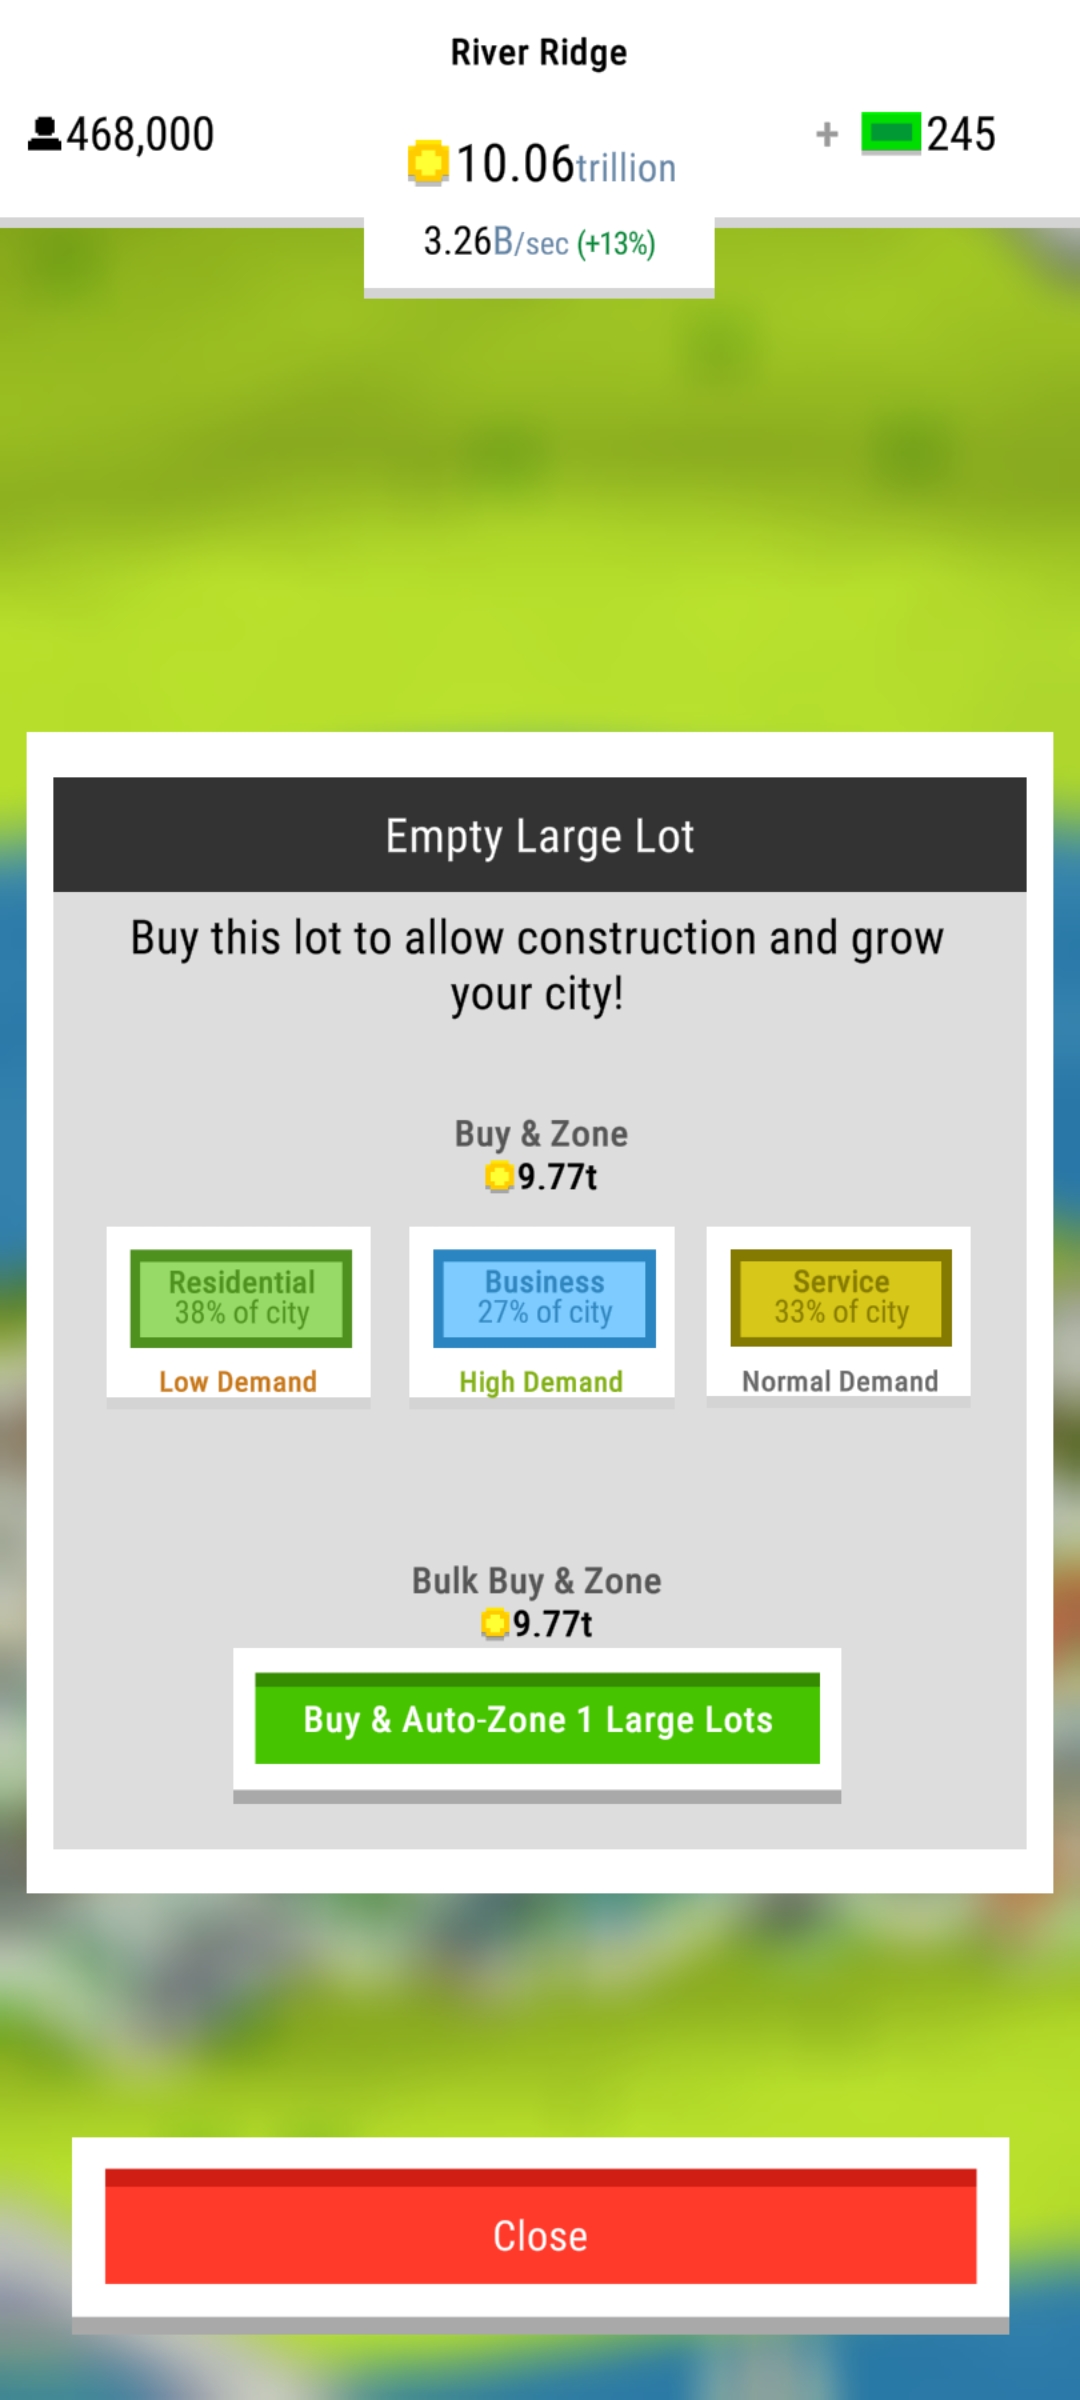 River Ridge
468,000
+ 245
10.06trillion
3.26B/sec (+13%)
Empty Large Lot
Buy this lot to allow construction and grow
your city!
Buy & Zone
9.77t
Residential
38% of city
Low Demand
Business
27% of city
High Demand
Service
33% of city
Normal Demand
Bulk Buy & Zone
9.77t
Buy & Auto-Zone 1 Large Lots
Close